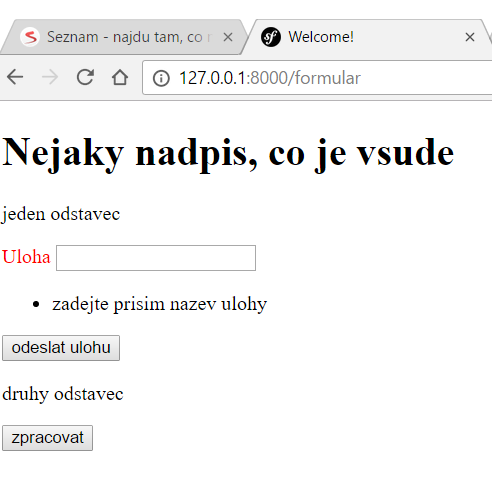 Seznam - najdu tam, co
Welcome!
127.0.0.1:8000/formular
Nejaky nadpis, co je vsude
jeden odstavec
Uloha
zadejte prisim nazev ulohy
odeslat ulohu
druhy odstavec
zpracovat